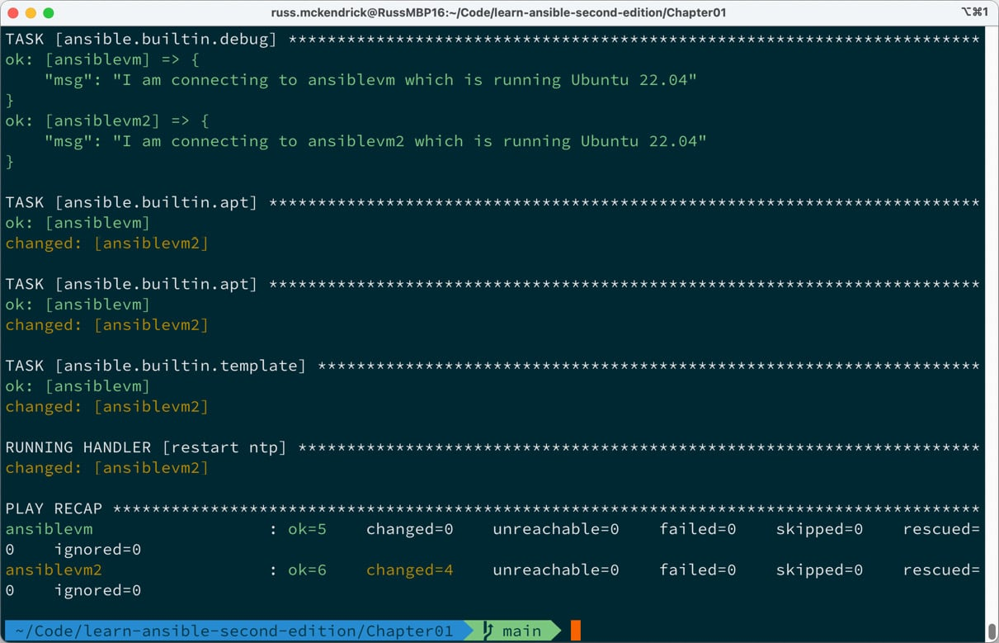 russ.mckendrick@RussMBP16:~/Code/learn-ansible-second-edition/Chapter01 ⌥⌘1
TASK [ansible.builtin.debug] ***********************************************************************
ok: [ansiblevm] => {
    "msg": "I am connecting to ansiblevm which is running Ubuntu 22.04"
}
ok: [ansiblevm2] => {
    "msg": "I am connecting to ansiblevm2 which is running Ubuntu 22.04"
}
TASK [ansible.builtin.apt] *************************************************************************
ok: [ansiblevm]
changed: [ansiblevm2]
TASK [ansible.builtin.apt] *************************************************************************
ok: [ansiblevm]
changed: [ansiblevm2]
TASK [ansible.builtin.template] ********************************************************************
ok: [ansiblevm]
changed: [ansiblevm2]
RUNNING HANDLER [restart ntp] **********************************************************************
changed: [ansiblevm2]
PLAY RECAP *****************************************************************************************
ansiblevm                  : ok=5    changed=0    unreachable=0    failed=0    skipped=0    rescued=
0    ignored=0
ansiblevm2                 : ok=6    changed=4    unreachable=0    failed=0    skipped=0    rescued=
0    ignored=0
~/Code/learn-ansible-second-edition/Chapter01 main